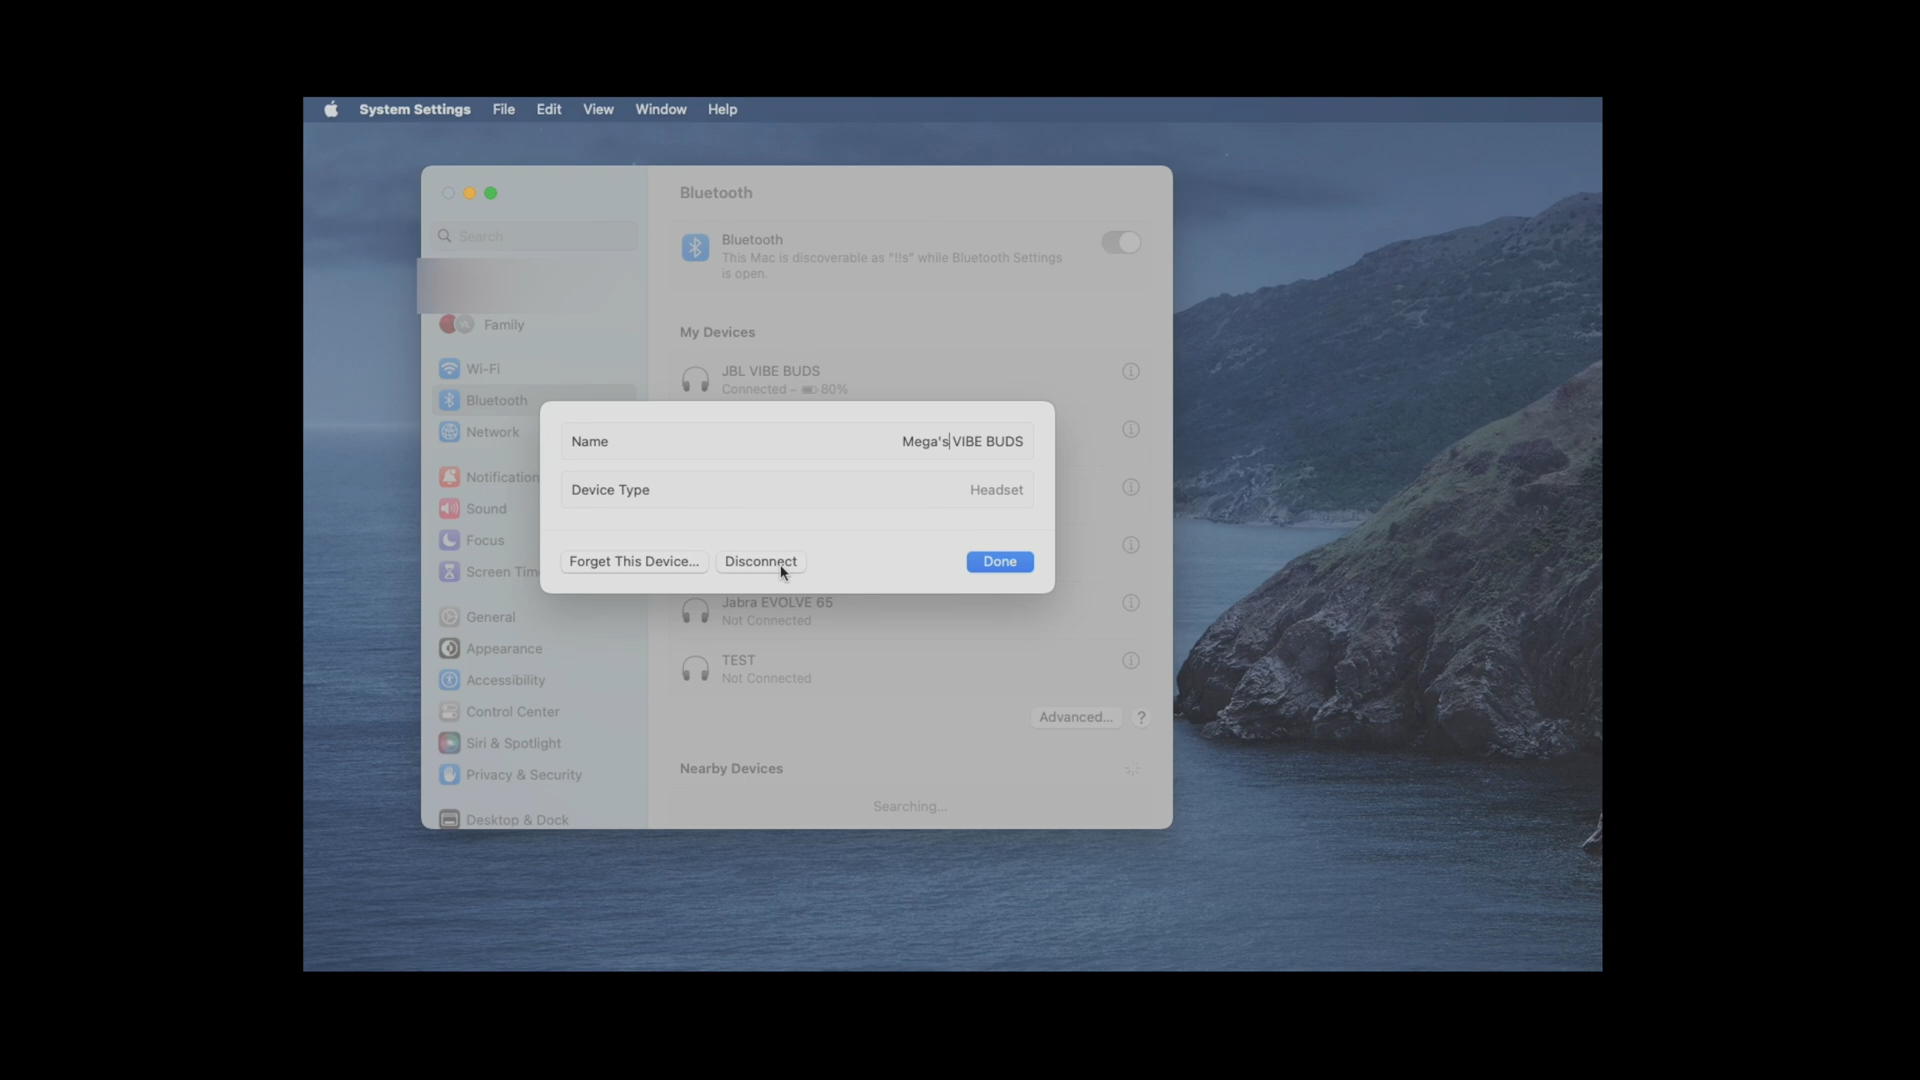 System Settings File Edit View Window Help
Bluetooth
Search
Bluetooth
This Mac is discoverable as "!!s" while Bluetooth Settings
is open.
Family
My Devices
Wi-Fi
JBL VIBE BUDS
Connected – 80%
Bluetooth
Network
Name Mega's VIBE BUDS
Notification
Device Type Headset
Sound
Focus
Forget This Device... Disconnect Done
Screen Tim
Jabra EVOLVE 65
Not Connected
General
Appearance
TEST
Not Connected
Accessibility
Control Center
Advanced... ?
Siri & Spotlight
Nearby Devices
Privacy & Security
Searching...
Desktop & Dock